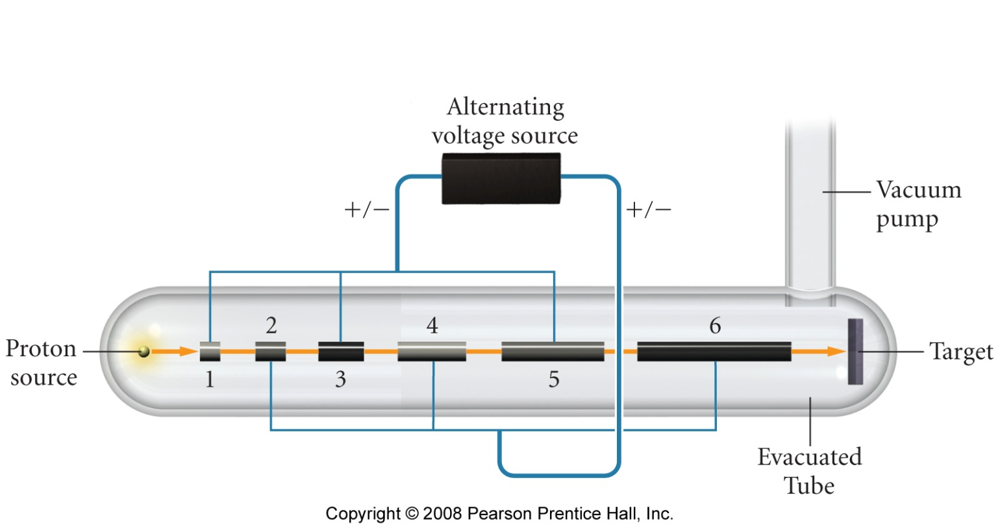 Alternating
voltage source
+/−
+/−
Vacuum
pump
2
4
6
Proton
source
Target
1
3
5
Evacuated
Tube
Copyright © 2008 Pearson Prentice Hall, Inc.